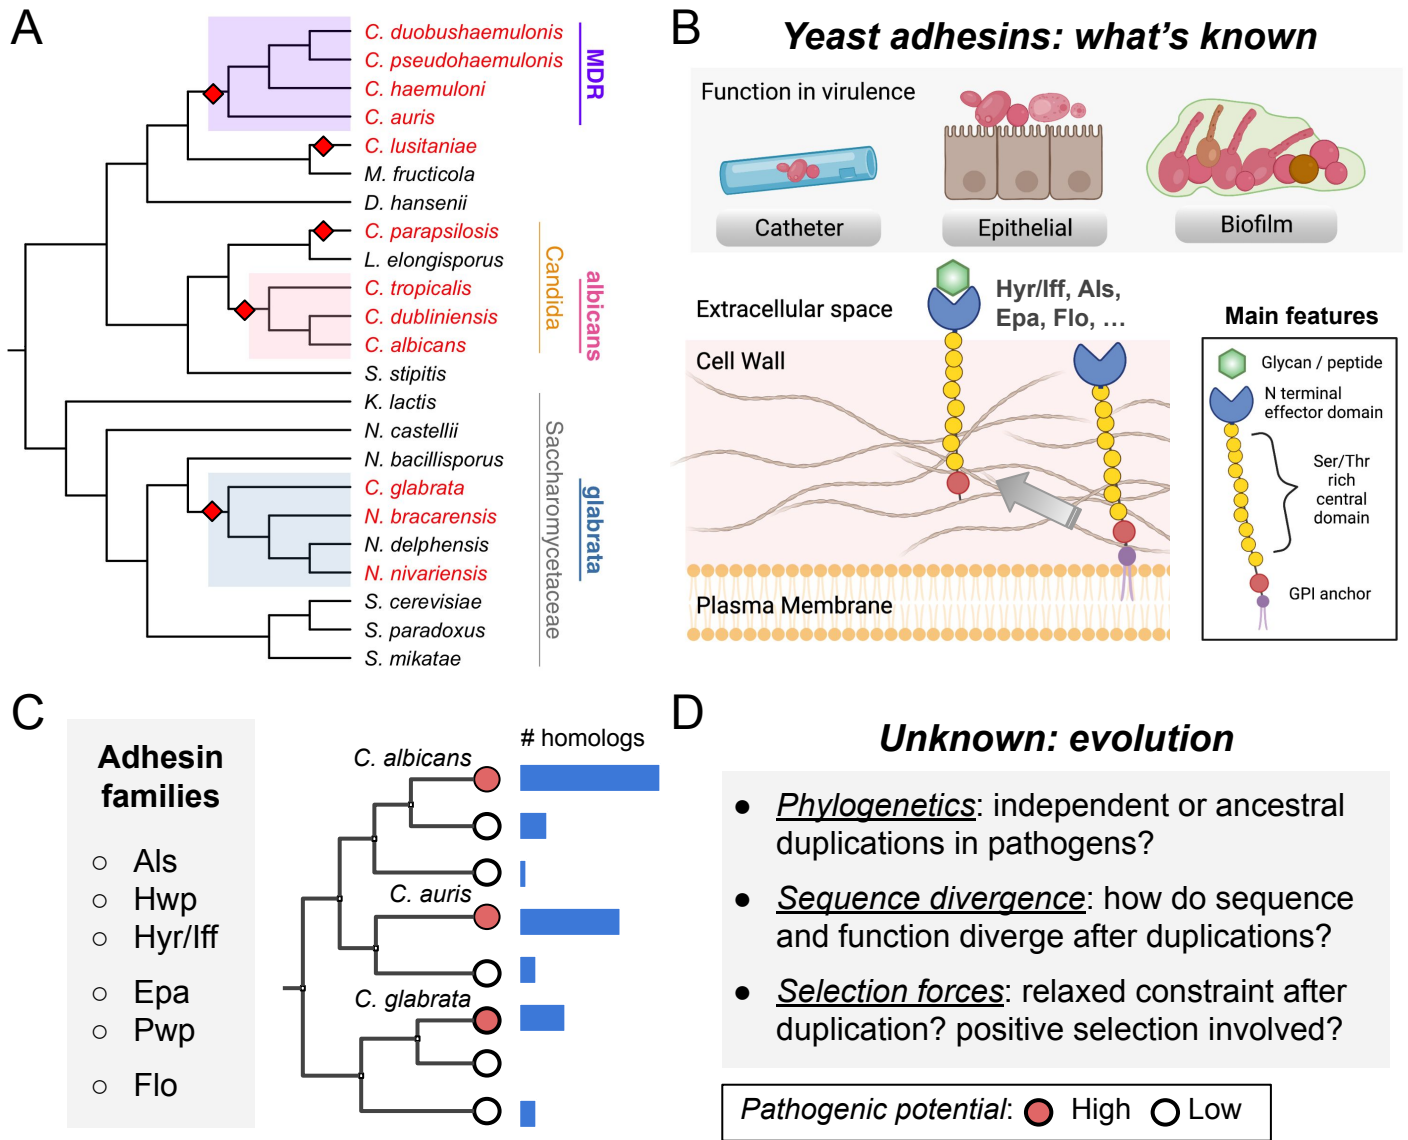 A
C. duobushaemulonis
C. pseudohaemulonis
C. haemuloni
C. auris
C. lusitaniae
M. fructicola
D. hansenii
C. parapsilosis
L. elongisporus
C. tropicalis
C. dubliniensis
C. albicans
S. stipitis
K. lactis
N. castellii
N. bacillisporus
C. glabrata
N. bracarensis
N. delphensis
N. nivariensis
S. cerevisiae
S. paradoxus
S. mikatae
MDR
Candida
albicans
Saccharomycetaceae
glabrata
B
Yeast adhesins: what's known
Function in virulence
Catheter
Epithelial
Biofilm
Extracellular space
Hyr/Iff, Als,
Epa, Flo, ...
Cell Wall
Plasma Membrane
Main features
Glycan / peptide
N terminal
effector domain
Ser/Thr
rich
central
domain
GPI anchor
C
Adhesin
families
○ Als
○ Hwp
○ Hyr/Iff
○ Epa
○ Pwp
○ Flo
# homologs
C. albicans
C. auris
C. glabrata
D
Unknown: evolution
● Phylogenetics: independent or ancestral
duplications in pathogens?
● Sequence divergence: how do sequence
and function diverge after duplications?
● Selection forces: relaxed constraint after
duplication? positive selection involved?
Pathogenic potential: High Low